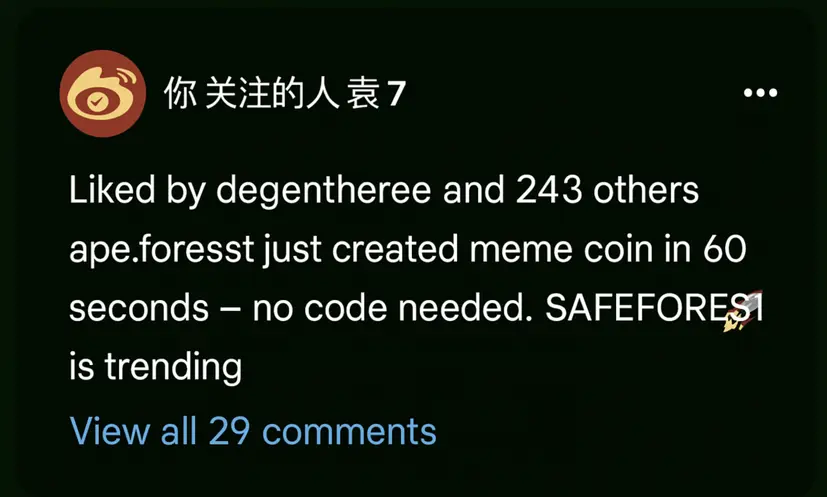 你关注的人袁7
Liked by degentheree and 243 others
ape.foresst just created meme coin in 60
seconds – no code needed. SAFEFORES1
is trending
View all 29 comments